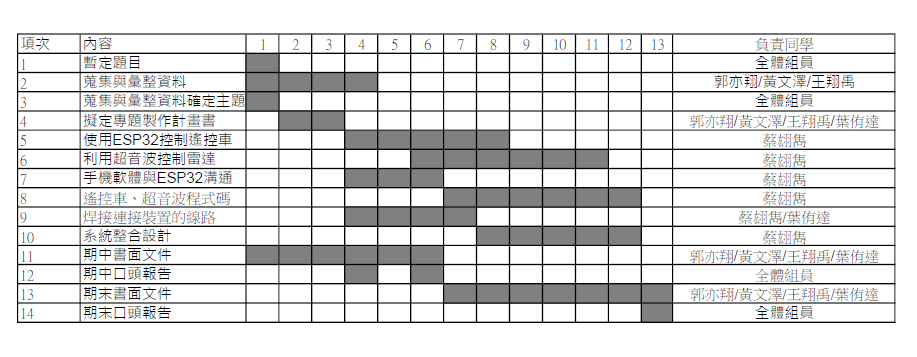 項次 內容 1 2 3 4 5 6 7 8 9 10 11 12 13 負責同學
1 暫定題目 全體組員
2 蒐集與彙整資料 郭亦翔/黃文澤/王翔禹
3 蒐集與彙整資料確定主題 全體組員
4 擬定專題製作計畫書 郭亦翔/黃文澤/王翔禹/葉侑達
5 使用ESP32控制遙控車 蔡翃雋
6 利用超音波控制雷達 蔡翃雋
7 手機軟體與ESP32溝通 蔡翃雋
8 遙控車、超音波程式碼 蔡翃雋
9 焊接連接裝置的線路 蔡翃雋/葉侑達
10 系統整合設計 蔡翃雋
11 期中書面文件 郭亦翔/黃文澤/王翔禹/葉侑達
12 期中口頭報告 全體組員
13 期末書面文件 郭亦翔/黃文澤/王翔禹/葉侑達
14 期末口頭報告 全體組員